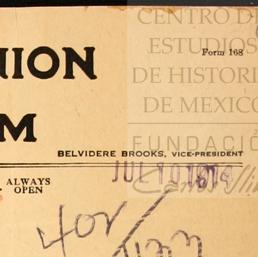 CENTRO DE
ESTUDIOS
DE HISTORI
DE MEXICO
FUNDACIÓ
Form 168
NION
M
BELVIDERE BROOKS, VICE-PRESIDENT
JUL 10 1914
ALWAYS
OPEN